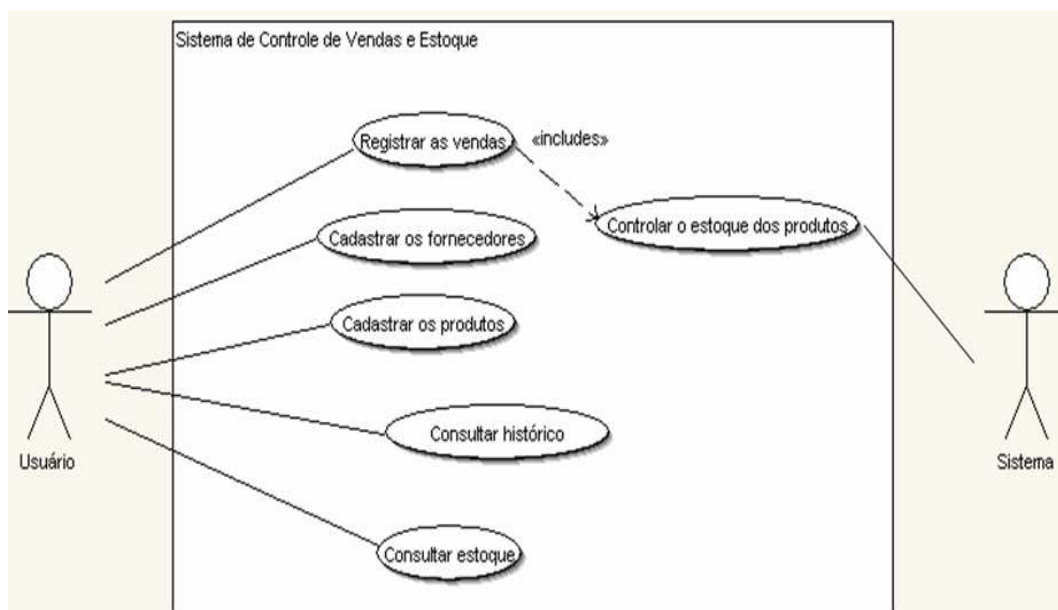 Sistema de Controle de Vendas e Estoque
Registrar as vendas
«includes»
Controlar o estoque dos produtos
Cadastrar os fornecedores
Cadastrar os produtos
Consultar histórico
Consultar estoque
Usuário
Sistema